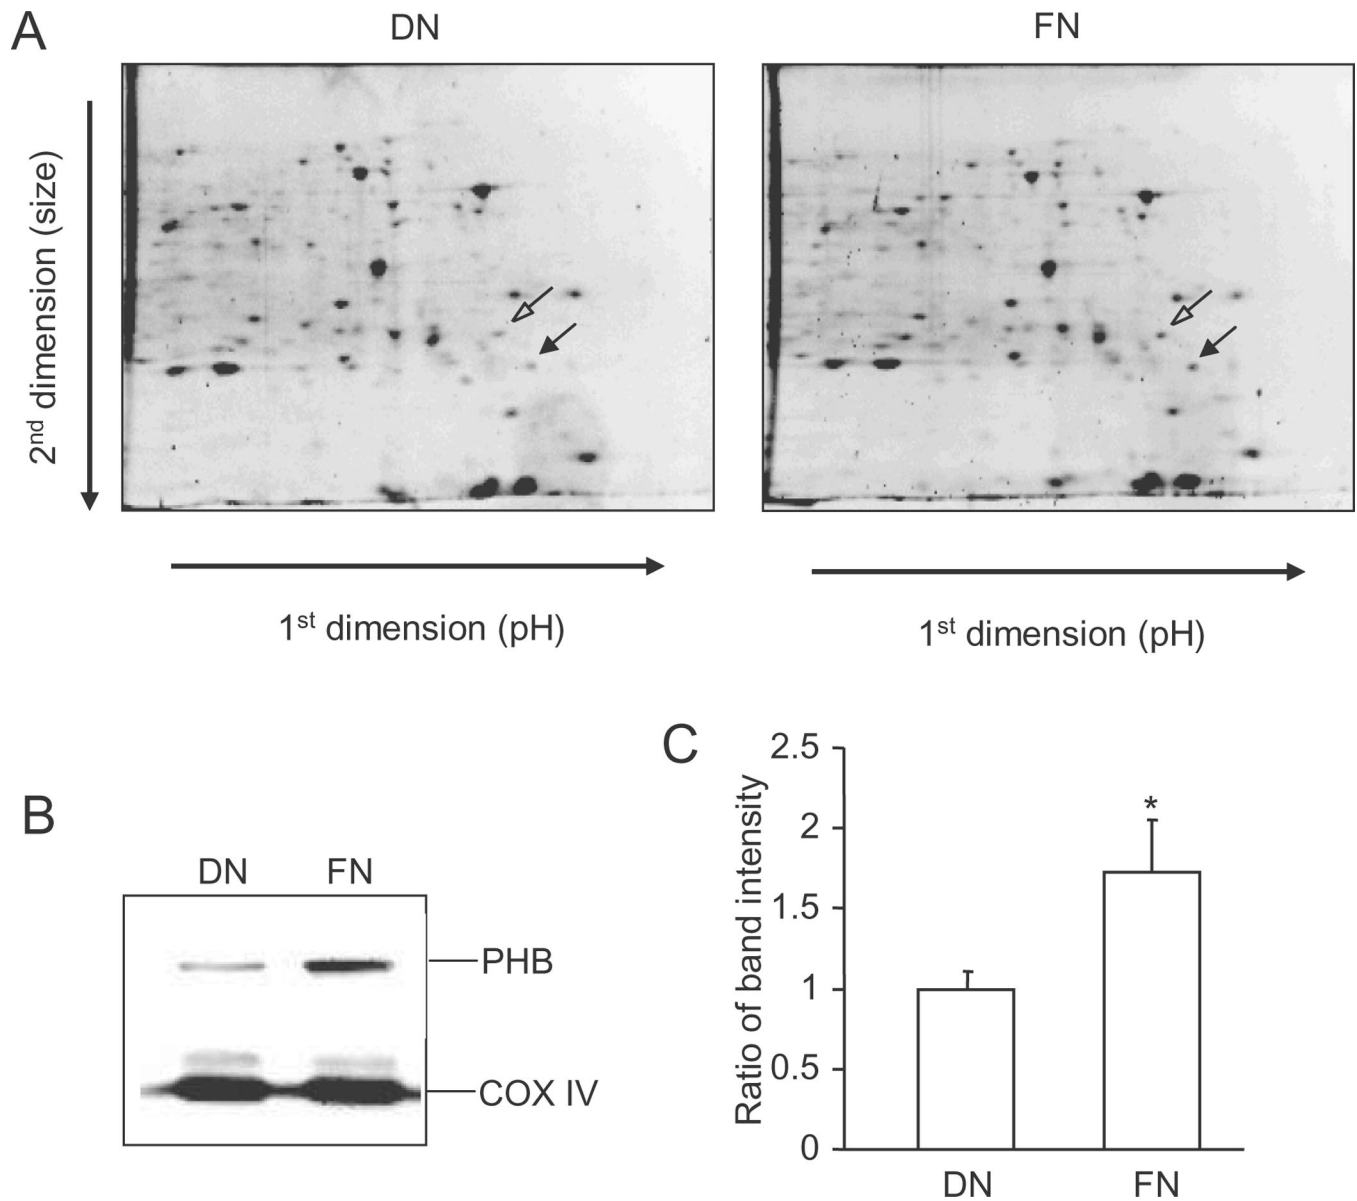 A
DN
FN
2nd dimension (size)
1st dimension (pH)
1st dimension (pH)
B
DN FN
PHB
COX IV
C
Ratio of band intensity
2.5
2
1.5
1
0.5
0
*
DN FN